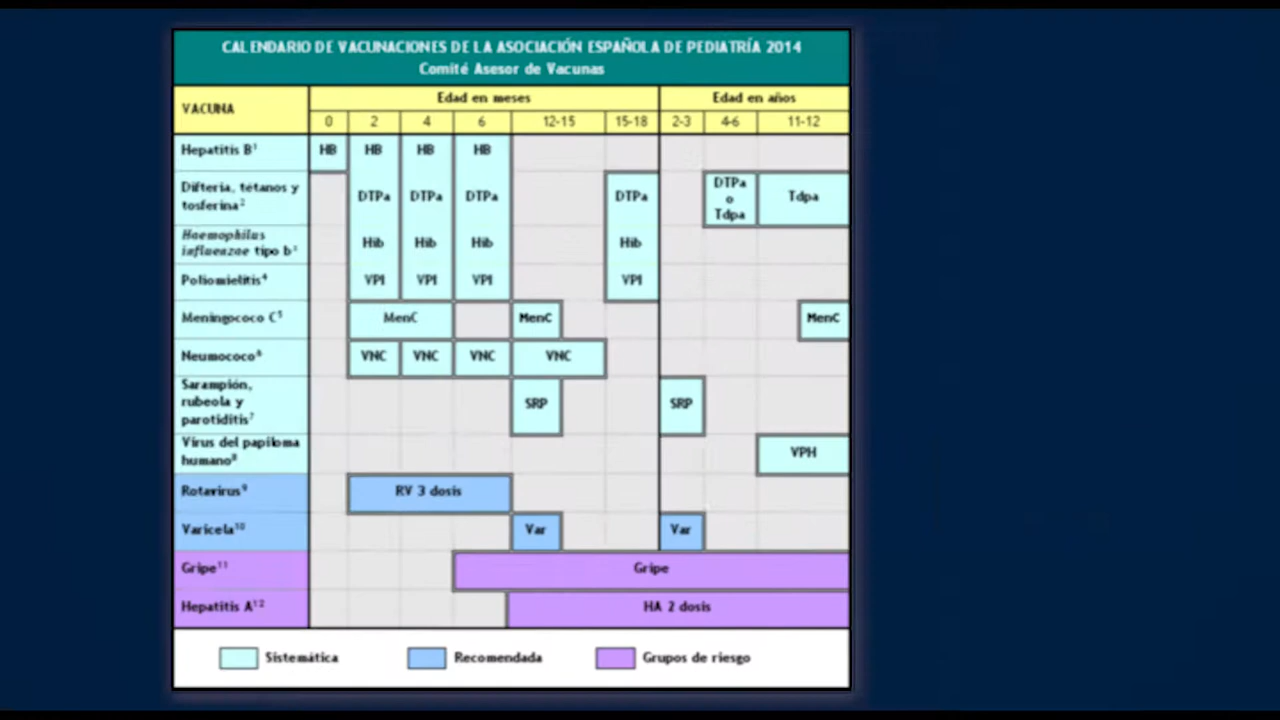 CALENDARIO DE VACUNACIONES DE LA ASOCIACIÓN ESPAÑOLA DE PEDIATRÍA 2014
Comité Asesor de Vacunas
VACUNA Edad en meses Edad en años
0 2 4 6 12-15 15-18 2-3 4-6 11-12
Hepatitis B¹ HB HB HB HB
Difteria, tétanos y
tosferina² DTPa DTPa DTPa DTPa DTPa
o
Tdpa Tdpa
Haemophilus
influenzae tipo b³ Hib Hib Hib Hib
Poliomielitis⁴ VPI VPI VPI VPI
Meningococo C⁵ MenC MenC MenC
Neumococo⁶ VNC VNC VNC VNC
Sarampión,
rubeola y
parotiditis⁷ SRP SRP
Virus del papiloma
humano⁸ VPH
Rotavirus⁹ RV 3 dosis
Varicela¹⁰ Var Var
Gripe¹¹ Gripe
Hepatitis A¹² HA 2 dosis
Sistemática Recomendada Grupos de riesgo